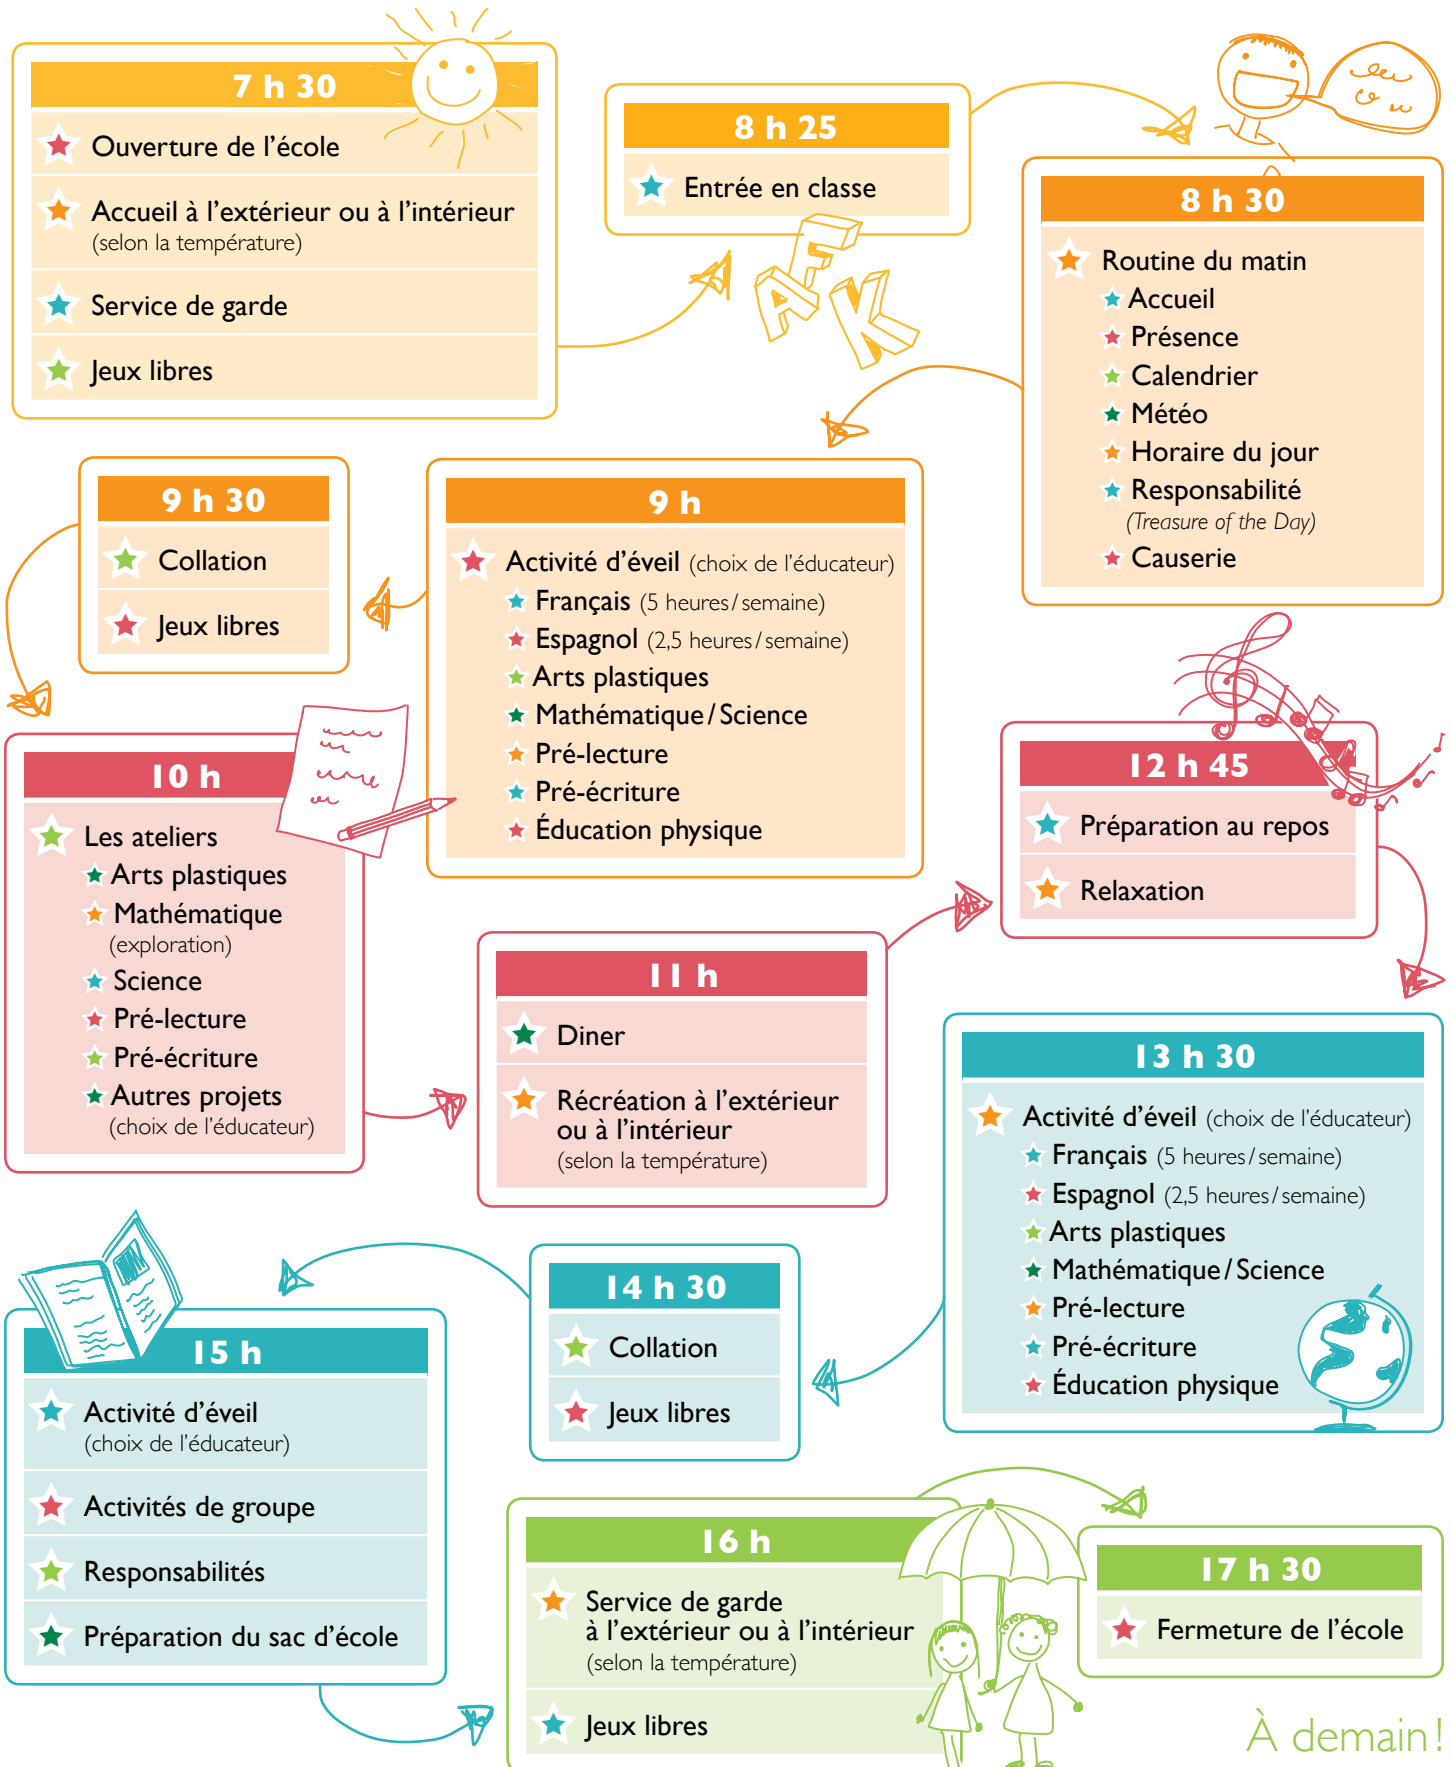 7 h 30
Ouverture de l'école
Accueil à l'extérieur ou à l'intérieur
(selon la température)
Service de garde
Jeux libres
8 h 25
Entrée en classe
A F K
8 h 30
Routine du matin
Accueil
Présence
Calendrier
Météo
Horaire du jour
Responsabilité
(Treasure of the Day)
Causerie
9 h
Activité d'éveil (choix de l'éducateur)
Français (5 heures/semaine)
Espagnol (2,5 heures/semaine)
Arts plastiques
Mathématique/Science
Pré-lecture
Pré-écriture
Éducation physique
9 h 30
Collation
Jeux libres
10 h
Les ateliers
Arts plastiques
Mathématique
(exploration)
Science
Pré-lecture
Pré-écriture
Autres projets
(choix de l'éducateur)
11 h
Diner
Récréation à l'extérieur
ou à l'intérieur
(selon la température)
12 h 45
Préparation au repos
Relaxation
13 h 30
Activité d'éveil (choix de l'éducateur)
Français (5 heures/semaine)
Espagnol (2,5 heures/semaine)
Arts plastiques
Mathématique/Science
Pré-lecture
Pré-écriture
Éducation physique
14 h 30
Collation
Jeux libres
15 h
Activité d'éveil
(choix de l'éducateur)
Activités de groupe
Responsabilités
Préparation du sac d'école
16 h
Service de garde
à l'extérieur ou à l'intérieur
(selon la température)
Jeux libres
17 h 30
Fermeture de l'école
À demain !